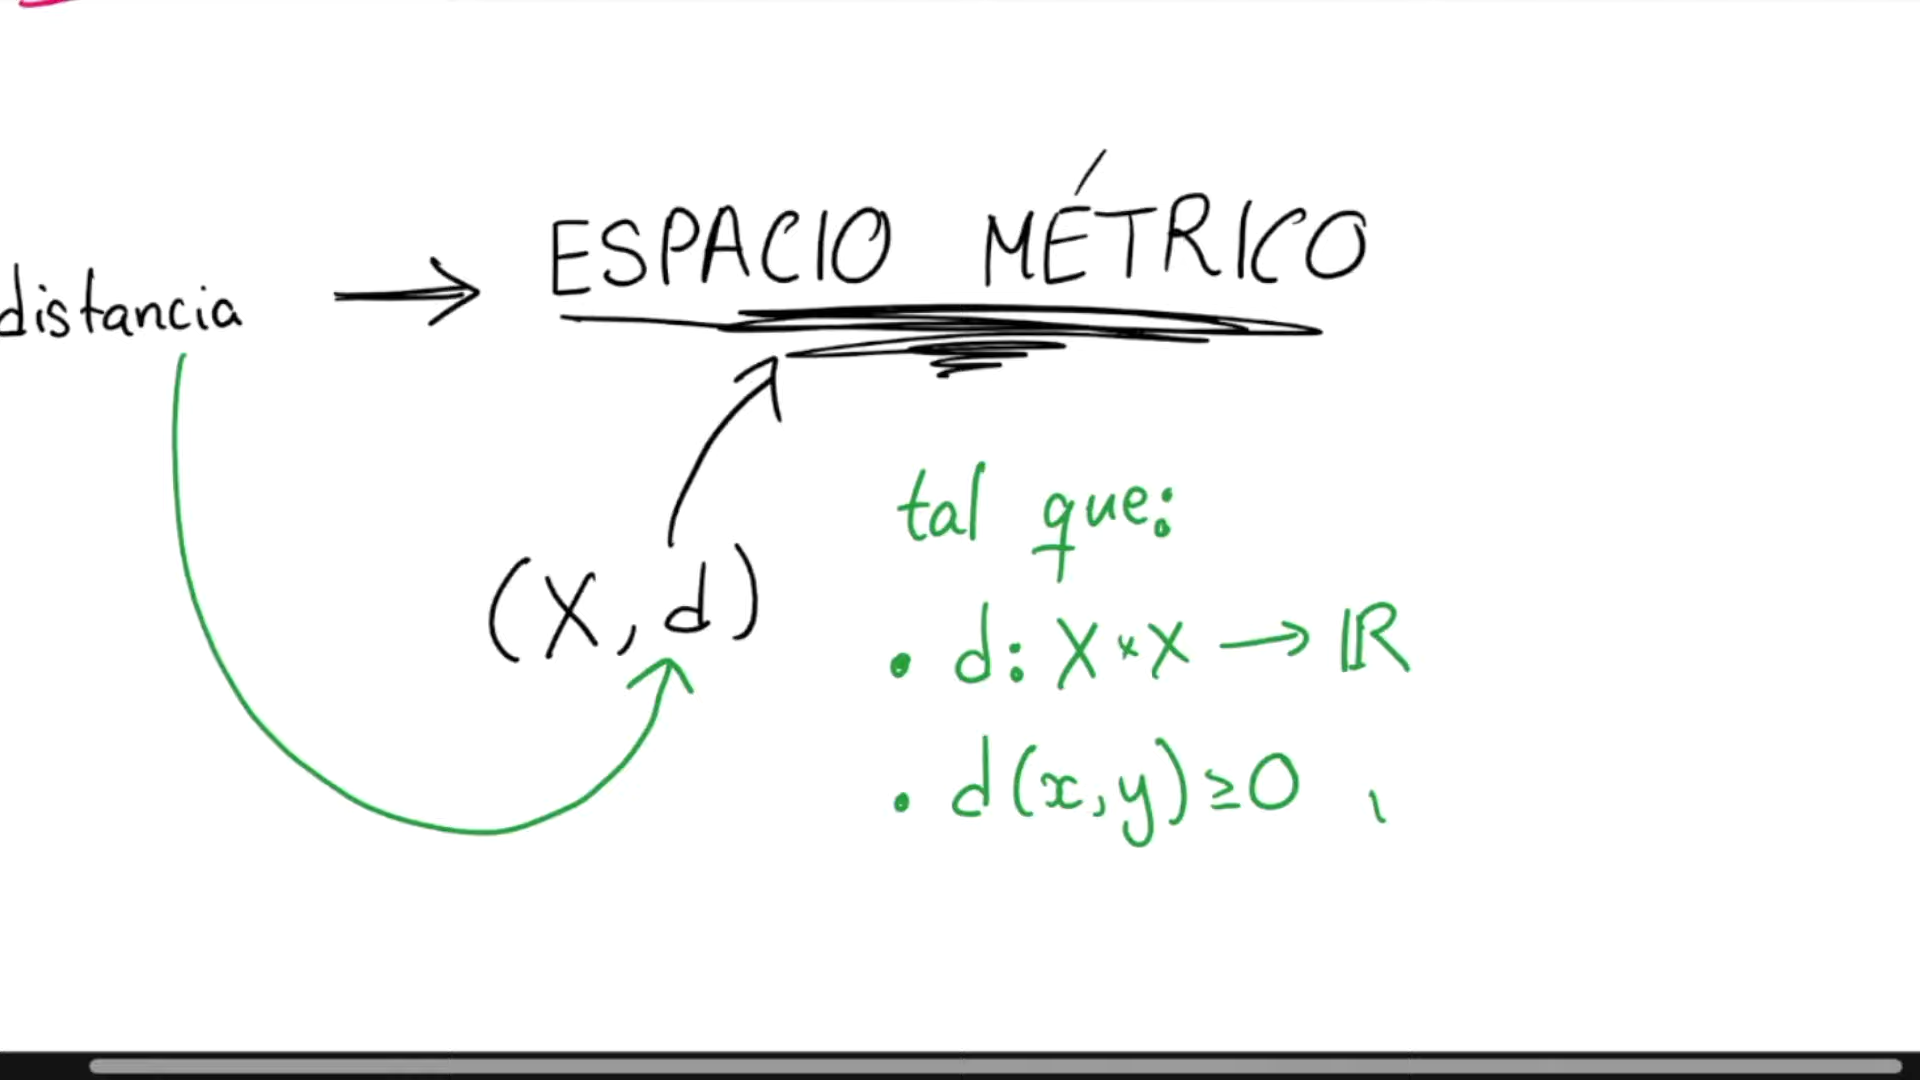 distancia → ESPACIO MÉTRICO
(X, d)
tal que:
• d: X × X → ℝ
• d(x, y) ≥ 0